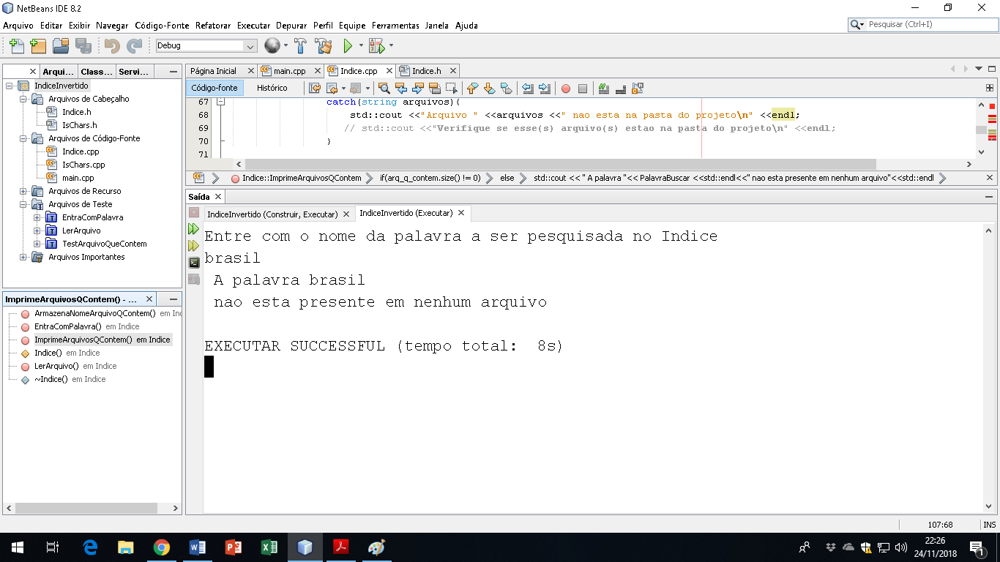 NetBeans IDE 8.2
Arquivo Editar Exibir Navegar Código-Fonte Refatorar Executar Depurar Perfil Equipe Ferramentas Janela Ajuda
Pesquisar (Ctrl+I)
Debug
Arqui... Class... Servi...
IndiceInvertido
Arquivos de Cabeçalho
Indice.h
IsChars.h
Arquivos de Código-Fonte
Indice.cpp
IsChars.cpp
main.cpp
Arquivos de Recurso
Arquivos de Teste
EntraComPalavra
LerArquivo
TestArquivoQueContem
Arquivos Importantes
ImprimeArquivosQContem() - ...
ArmazenaNomeArquivoQContem() em Ind
EntraComPalavra() em Indice
ImprimeArquivosQContem() em Indice
Indice() em Indice
LerArquivo() em Indice
~Indice() em Indice
Página Inicial main.cpp Indice.cpp Indice.h
Código-fonte Histórico
67 catch(string arquivos){
68 std::cout <<"Arquivo " <<arquivos <<" nao esta na pasta do projeto\n" <<endl;
69 // std::cout <<"Verifique se esse(s) arquivo(s) estao na pasta do projeto\n" <<endl;
70 }
71
Indice::ImprimeArquivosQContem if(arq_q_contem.size() != 0) else std::cout << " A palavra "<< PalavraBuscar <<std::endl<<" nao esta presente em nenhum arquivo"<<std::endl
Saída
IndiceInvertido (Construir, Executar) IndiceInvertido (Executar)
Entre com o nome da palavra a ser pesquisada no Indice
brasil
A palavra brasil
nao esta presente em nenhum arquivo
EXECUTAR SUCCESSFUL (tempo total: 8s)
107:68 INS
22:26
24/11/2018
1